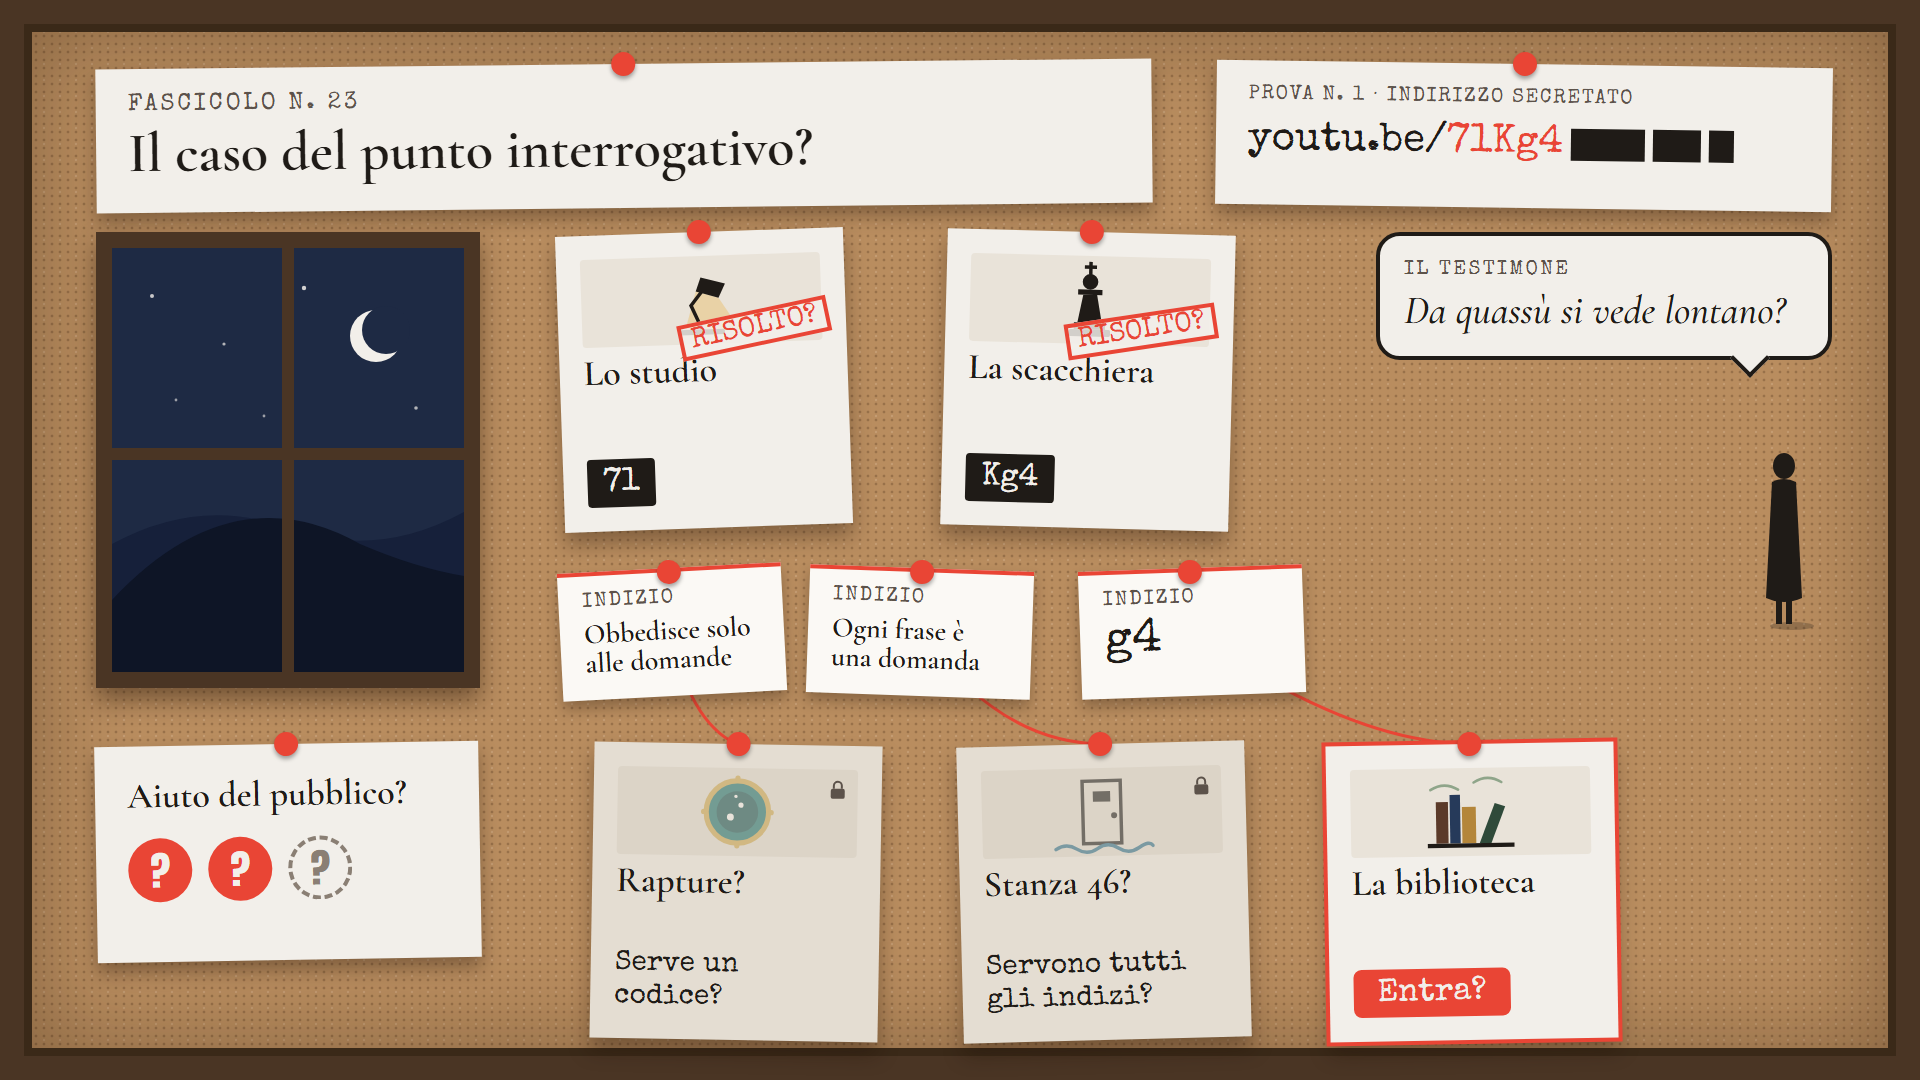 FASCICOLO N. 23
Il caso del punto interrogativo?
PROVA N. 1 · INDIRIZZO SECRETATO
youtu.be/71Kg4
IL TESTIMONE
Da quassù si vede lontano?
RISOLTO?
Lo studio
71
RISOLTO?
La scacchiera
Kg4
INDIZIO
Obbedisce solo
alle domande
INDIZIO
Ogni frase è
una domanda
INDIZIO
g4
Aiuto del pubblico?
? ? ?
Rapture?
Serve un
codice?
Stanza 46?
Servono tutti
gli indizi?
La biblioteca
Entra?